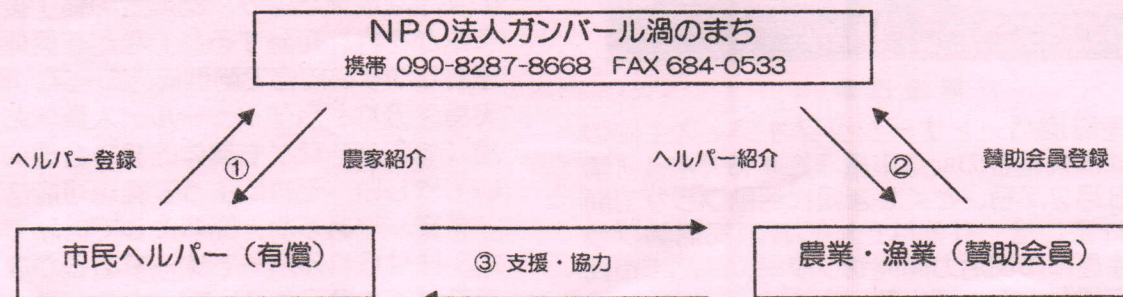 NPO法人ガンバール渦のまち
携帯 090-8287-8668 FAX 684-0533
ヘルパー登録
①
農家紹介
ヘルパー紹介
②
賛助会員登録
市民ヘルパー（有償）
③ 支援・協力
農業・漁業（賛助会員）